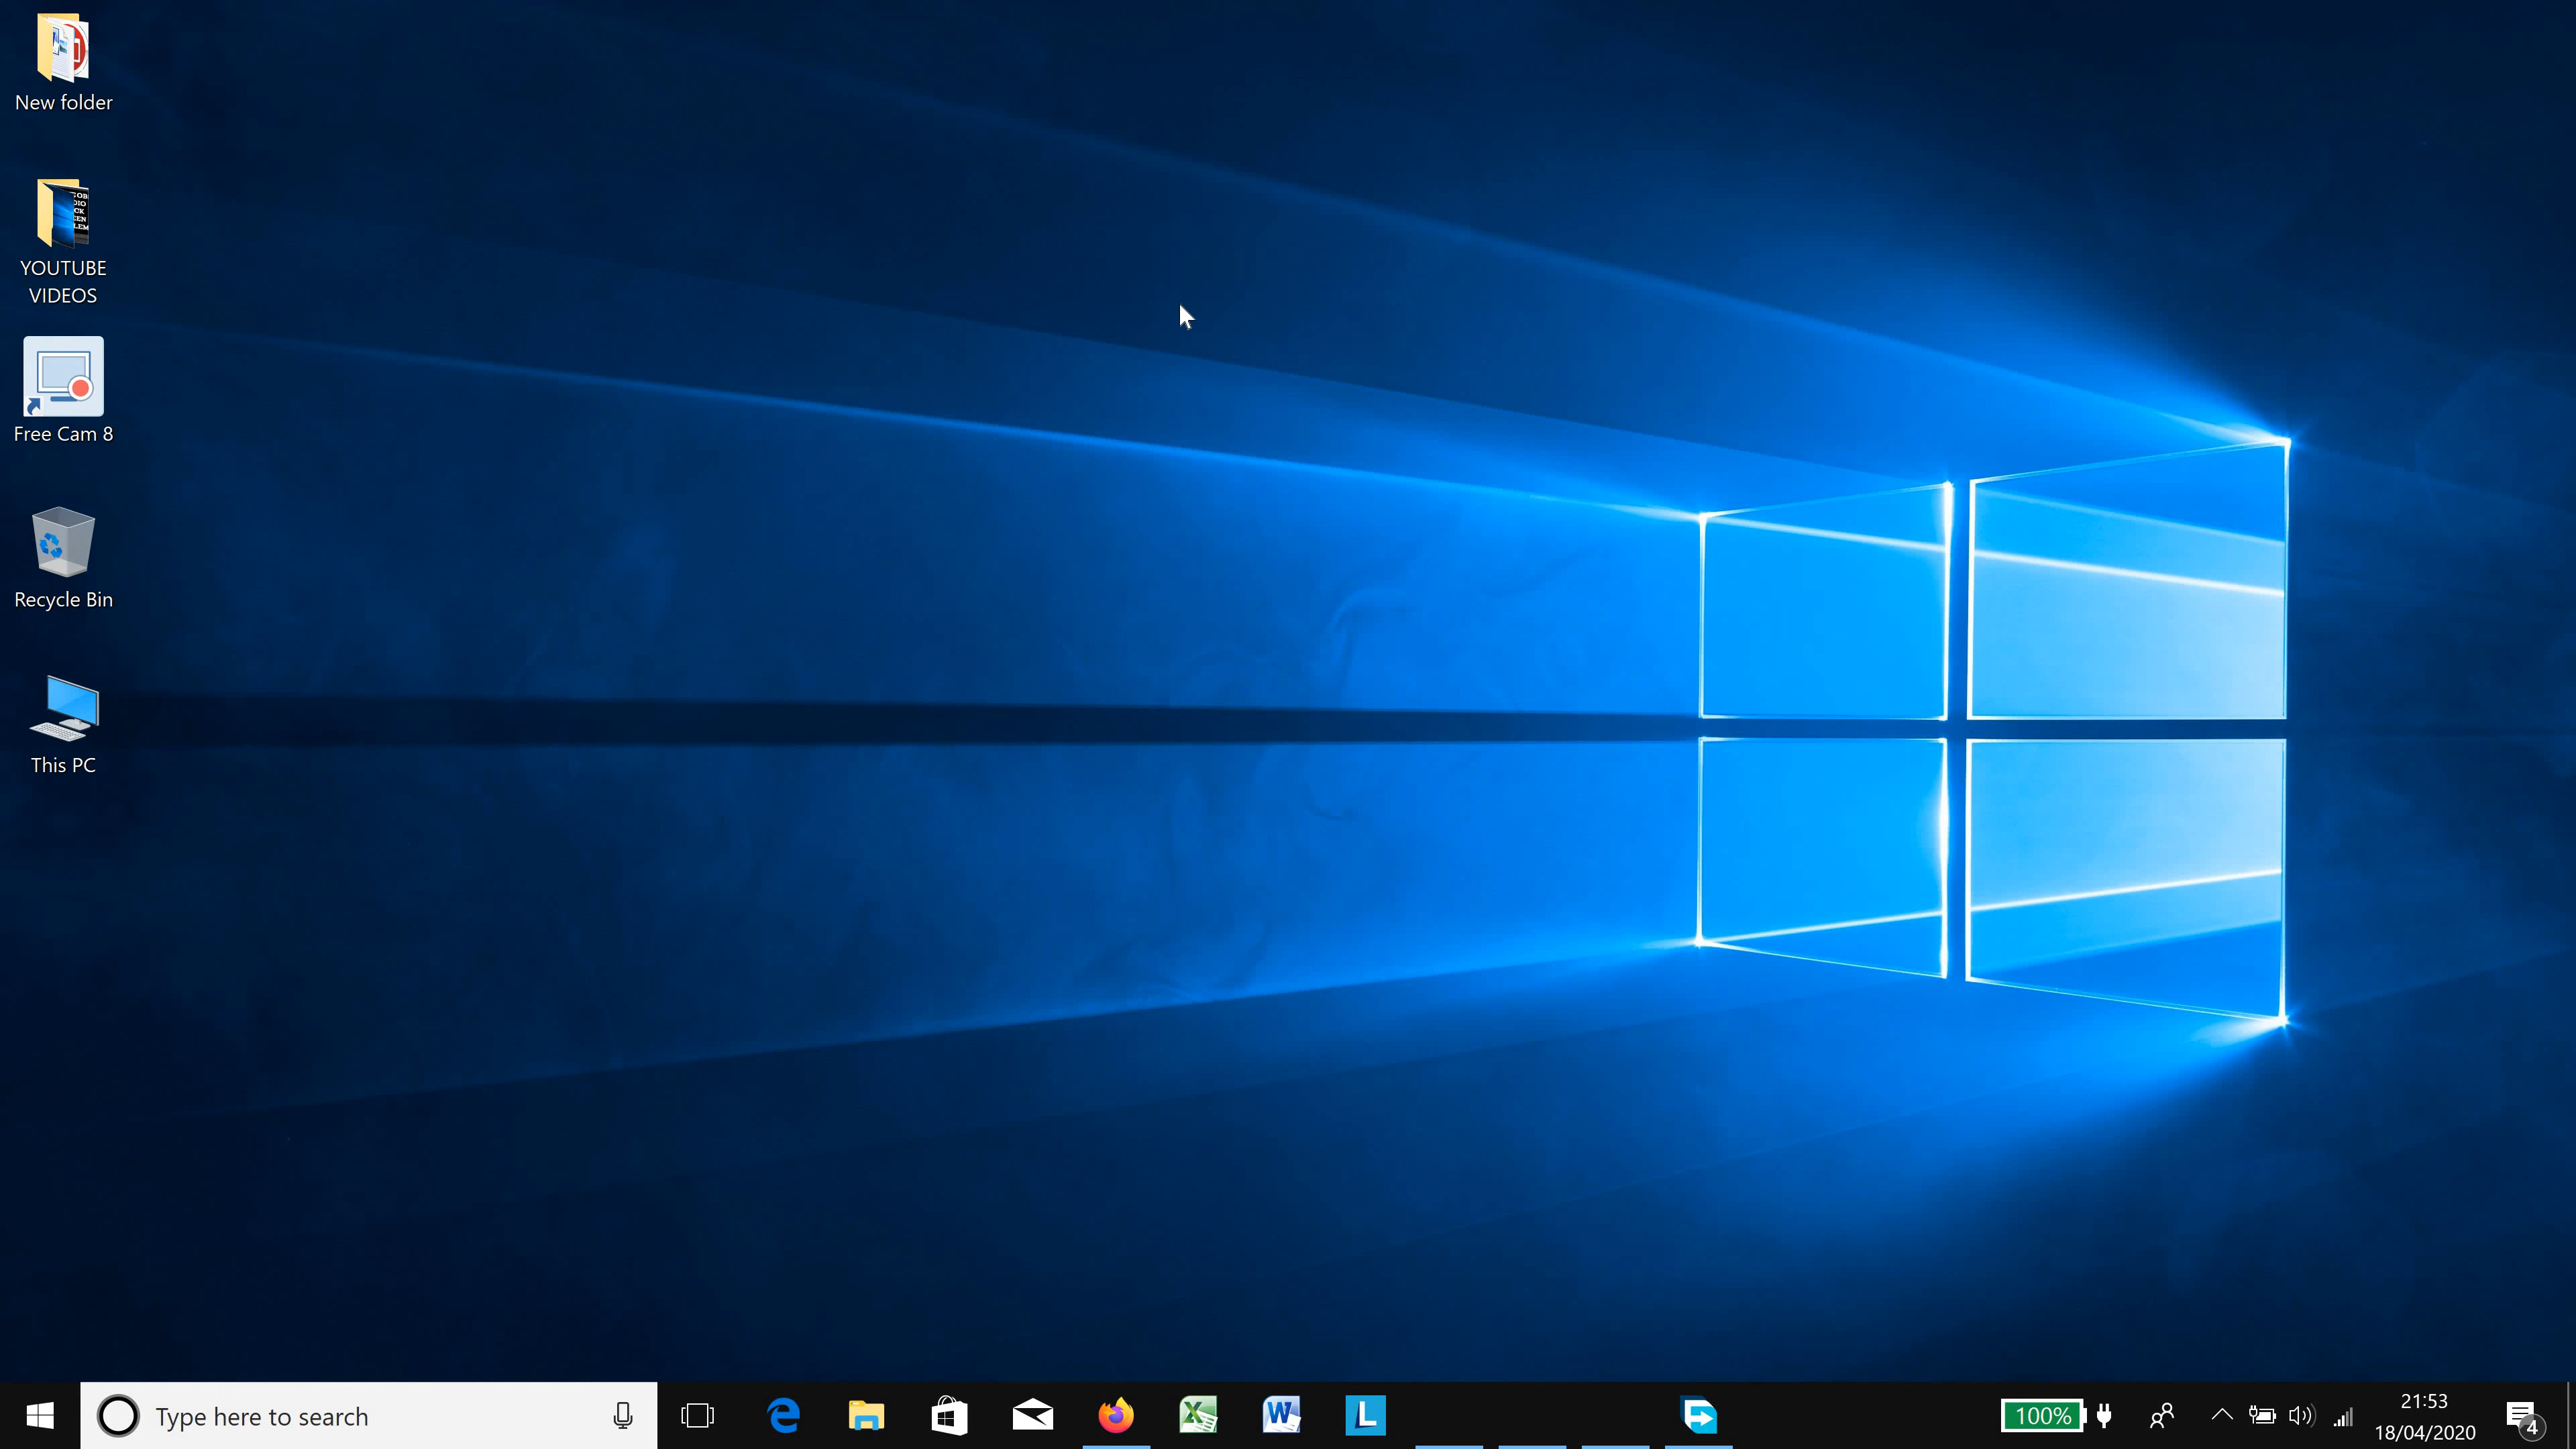 New folder
YOUTUBE
VIDEOS
Free Cam 8
Recycle Bin
This PC
Type here to search
100%
21:53
18/04/2020
4